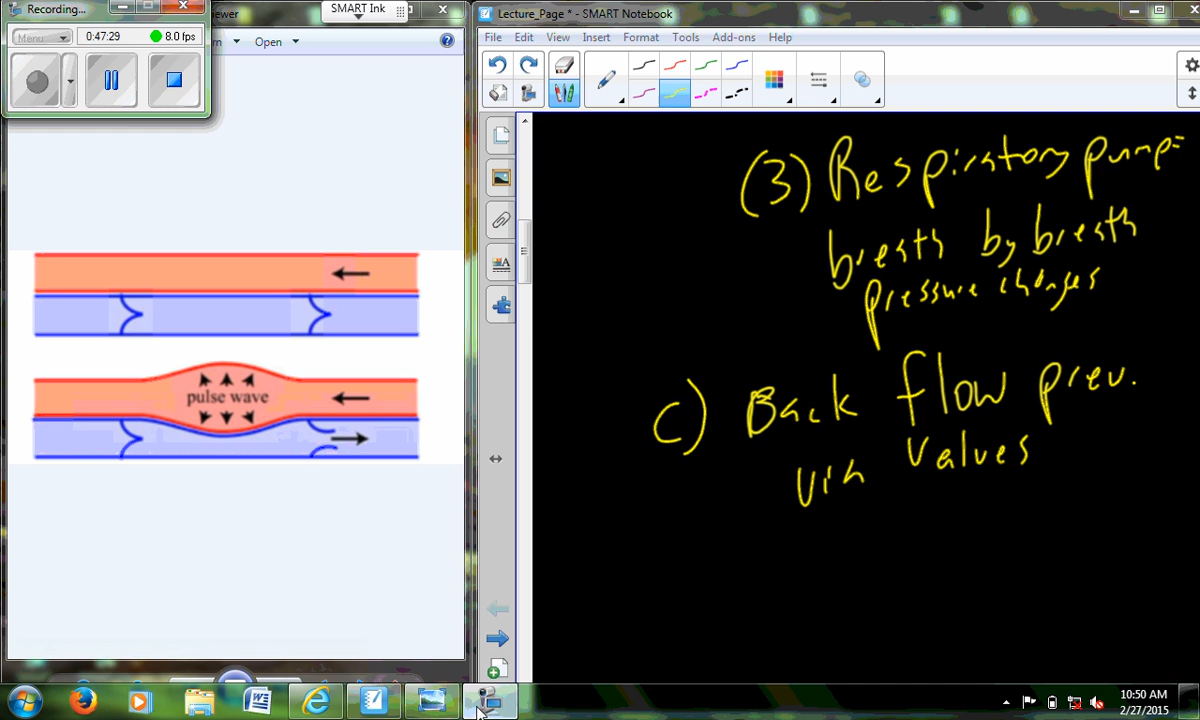 Recording...
ewer
SMART Ink
Lecture_Page * - SMART Notebook
Menu
0:47:29
8.0 fps
Open
File Edit View Insert Format Tools Add-ons Help
(3) Respiratory pump=
breath by breath
pressure changes
pulse wave
C) Back flow prev.
via valves
10:50 AM
2/27/2015